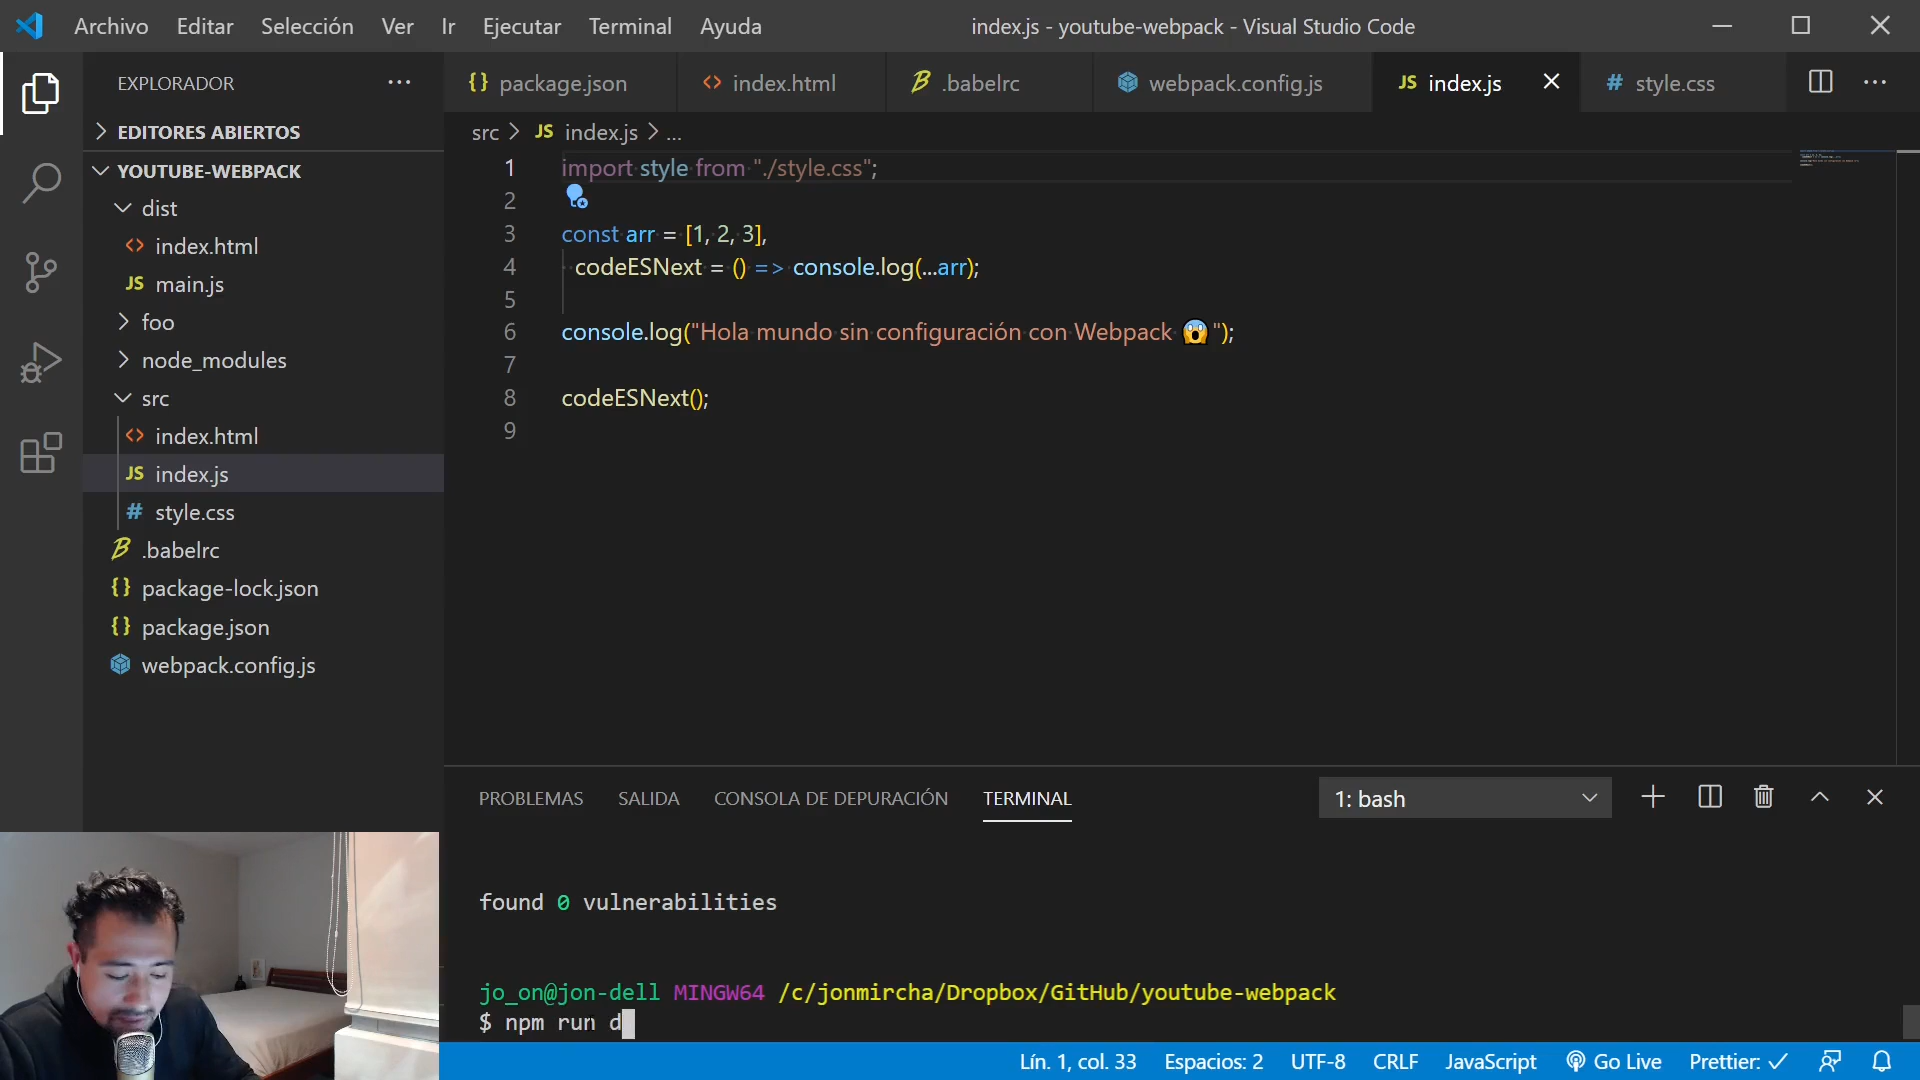 Archivo Editar Selección Ver Ir Ejecutar Terminal Ayuda index.js - youtube-webpack - Visual Studio Code
EXPLORADOR
EDITORES ABIERTOS
YOUTUBE-WEBPACK
dist
index.html
JS main.js
foo
node_modules
src
index.html
JS index.js
# style.css
.babelrc
{} package-lock.json
{} package.json
webpack.config.js
{} package.json <> index.html .babelrc webpack.config.js JS index.js # style.css
src > JS index.js > ...
1 import style from "./style.css";
2
3 const arr = [1, 2, 3],
4 codeESNext = () => console.log(...arr);
5
6 console.log("Hola mundo sin configuración con Webpack 😱");
7
8 codeESNext();
9
PROBLEMAS SALIDA CONSOLA DE DEPURACIÓN TERMINAL 1: bash
found 0 vulnerabilities
jo_on@jon-dell MINGW64 /c/jonmircha/Dropbox/GitHub/youtube-webpack
$ npm run d
Lín. 1, col. 33 Espacios: 2 UTF-8 CRLF JavaScript Go Live Prettier: ✓